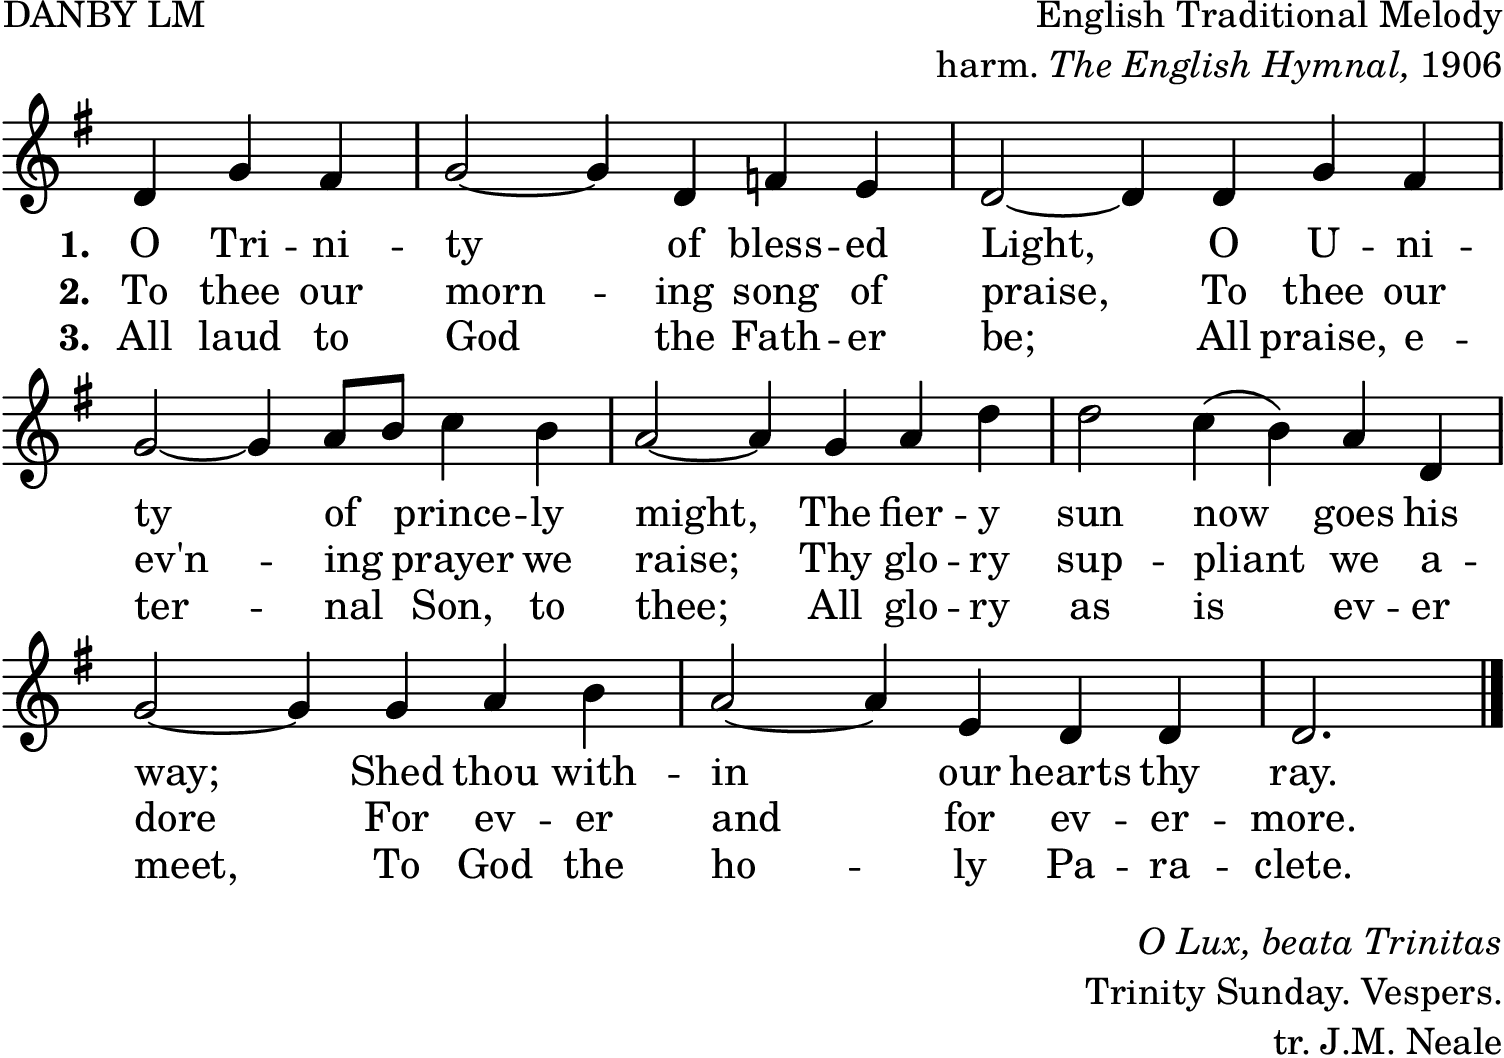 DANBY LM
English Traditional Melody
harm. The English Hymnal, 1906
1. O Tri -- ni -- ty of bless -- ed Light, O U -- ni --
2. To thee our morn -- ing song of praise, To thee our
3. All laud to God the Fath -- er be; All praise, e --
ty of prince -- ly might, The fier -- y sun now goes his
ev'n -- ing prayer we raise; Thy glo -- ry sup -- pliant we a --
ter -- nal Son, to thee; All glo -- ry as is ev -- er
way; Shed thou with -- in our hearts thy ray.
dore For ev -- er and for ev -- er -- more.
meet, To God the ho -- ly Pa -- ra -- clete.
O Lux, beata Trinitas
Trinity Sunday. Vespers.
tr. J.M. Neale